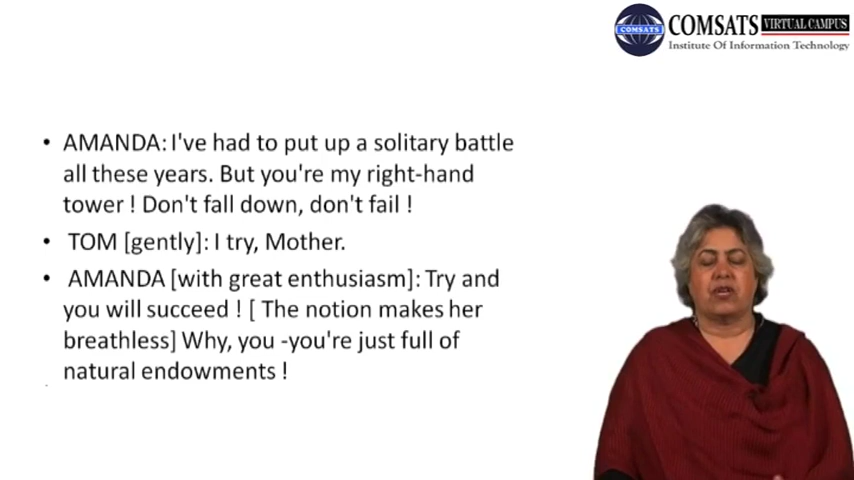 COMSATS
COMSATS VIRTUAL CAMPUS
Institute Of Information Technology
• AMANDA: I've had to put up a solitary battle
all these years. But you're my right-hand
tower ! Don't fall down, don't fail !
• TOM [gently]: I try, Mother.
• AMANDA [with great enthusiasm]: Try and
you will succeed ! [ The notion makes her
breathless] Why, you -you're just full of
natural endowments !